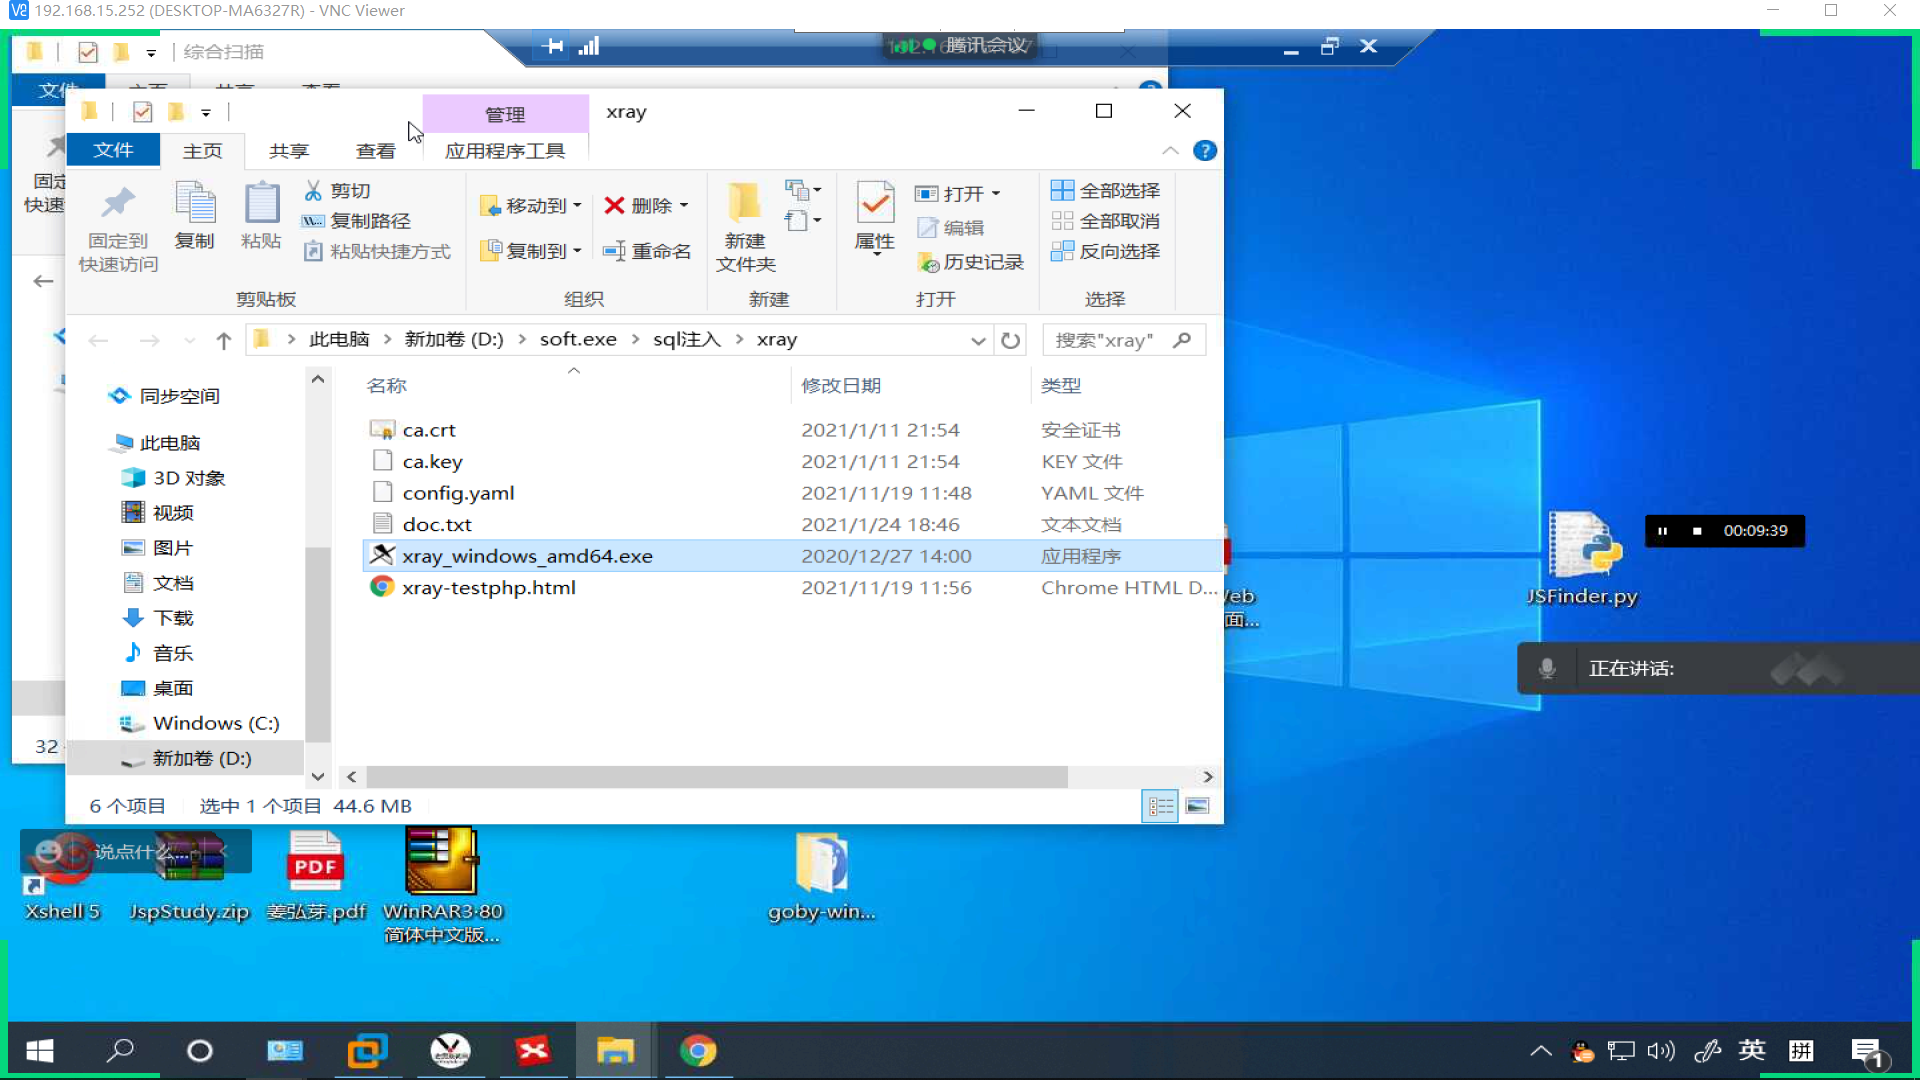 192.168.15.252 (DESKTOP-MA6327R) - VNC Viewer
综合扫描
腾讯会议
管理
xray
文件
主页
共享
查看
应用程序工具
固定到
快速访问
复制
粘贴
剪切
复制路径
粘贴快捷方式
剪贴板
移动到
复制到
删除
重命名
组织
新建
文件夹
新建
属性
打开
编辑
历史记录
打开
全部选择
全部取消
反向选择
选择
此电脑 > 新加卷 (D:) > soft.exe > sql注入 > xray
搜索"xray"
同步空间
此电脑
3D 对象
视频
图片
文档
下载
音乐
桌面
Windows (C:)
新加卷 (D:)
名称 修改日期 类型
ca.crt 2021/1/11 21:54 安全证书
ca.key 2021/1/11 21:54 KEY 文件
config.yaml 2021/11/19 11:48 YAML 文件
doc.txt 2021/1/24 18:46 文本文档
xray_windows_amd64.exe 2020/12/27 14:00 应用程序
xray-testphp.html 2021/11/19 11:56 Chrome HTML D...
6 个项目 选中 1 个项目 44.6 MB
32
JSFinder.py
00:09:39
正在讲话:
说点什么...
Xshell 5
JspStudy.zip
PDF
姜弘芽.pdf
WinRAR3·80
简体中文版...
goby-win...
英
拼
1